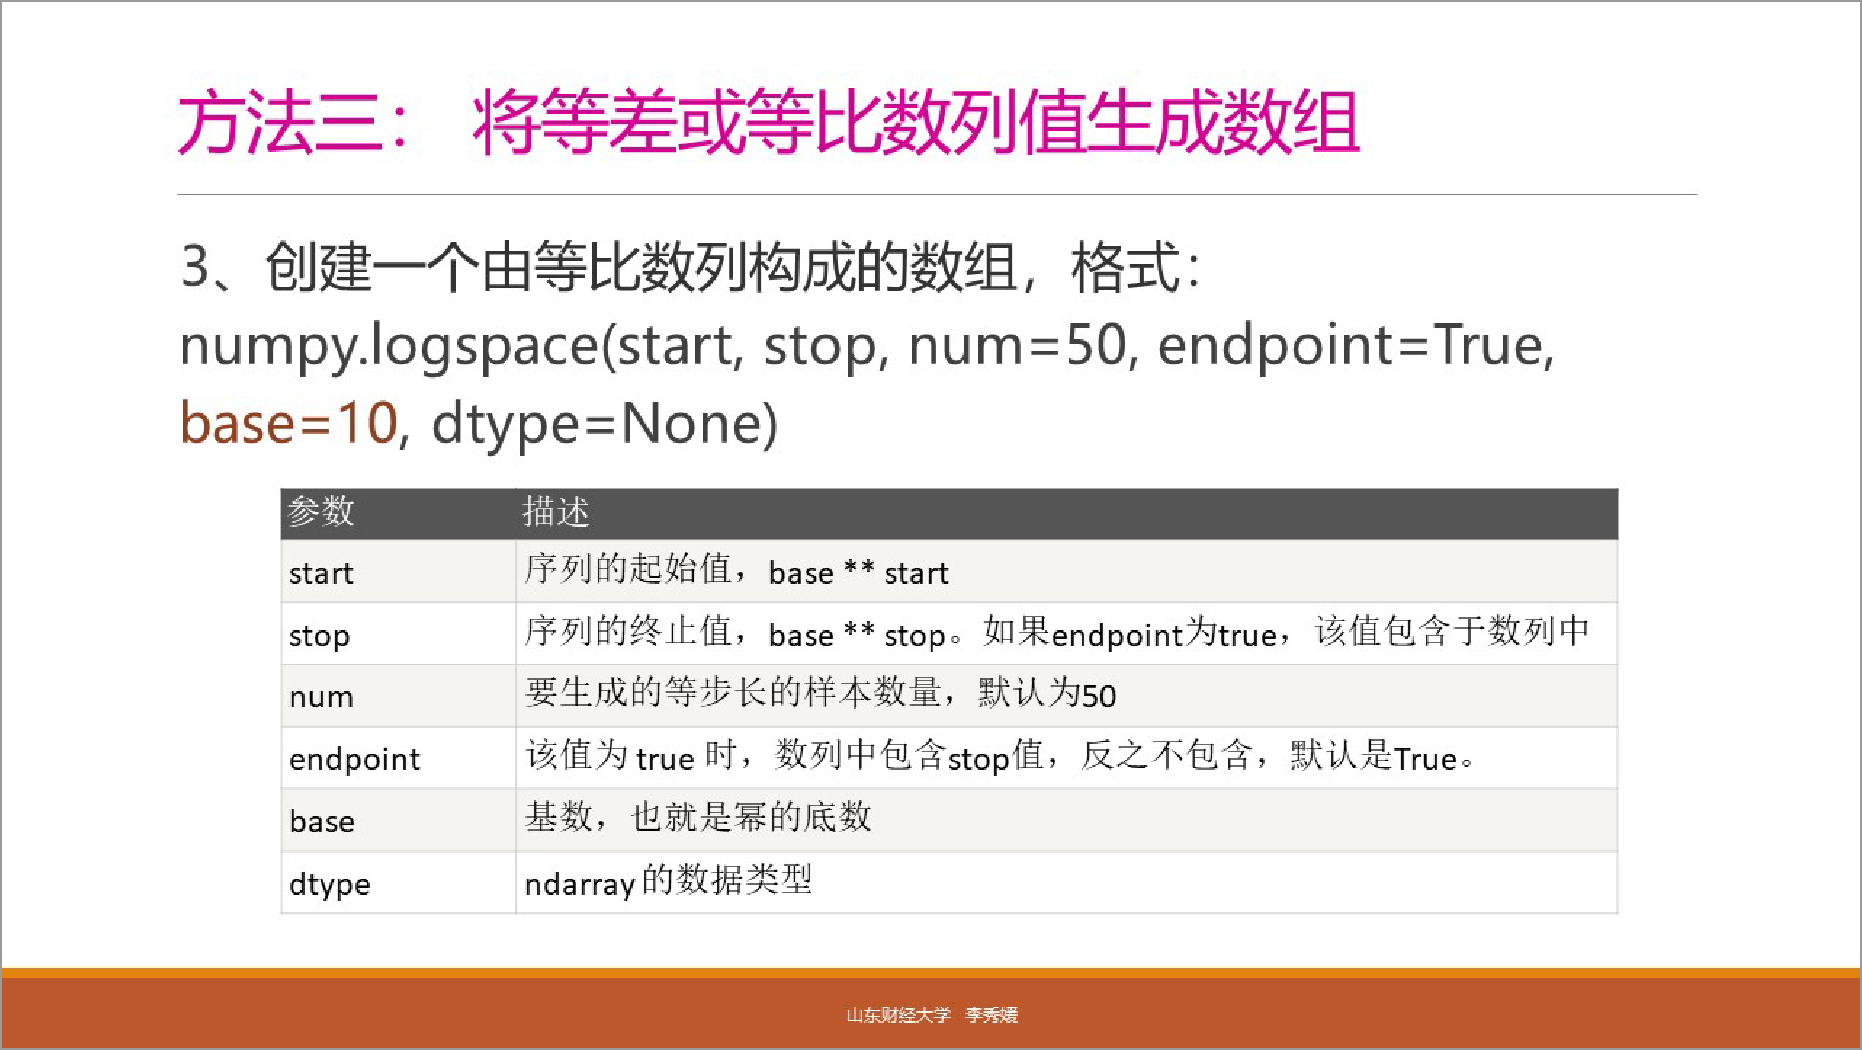 方法三： 将等差或等比数列值生成数组
3、创建一个由等比数列构成的数组，格式：
numpy.logspace(start, stop, num=50, endpoint=True,
base=10, dtype=None)
参数 描述
start 序列的起始值，base ** start
stop 序列的终止值，base ** stop。如果endpoint为true，该值包含于数列中
num 要生成的等步长的样本数量，默认为50
endpoint 该值为 true 时，数列中包含stop值，反之不包含，默认是True。
base 基数，也就是幂的底数
dtype ndarray 的数据类型
山东财经大学 李秀媛